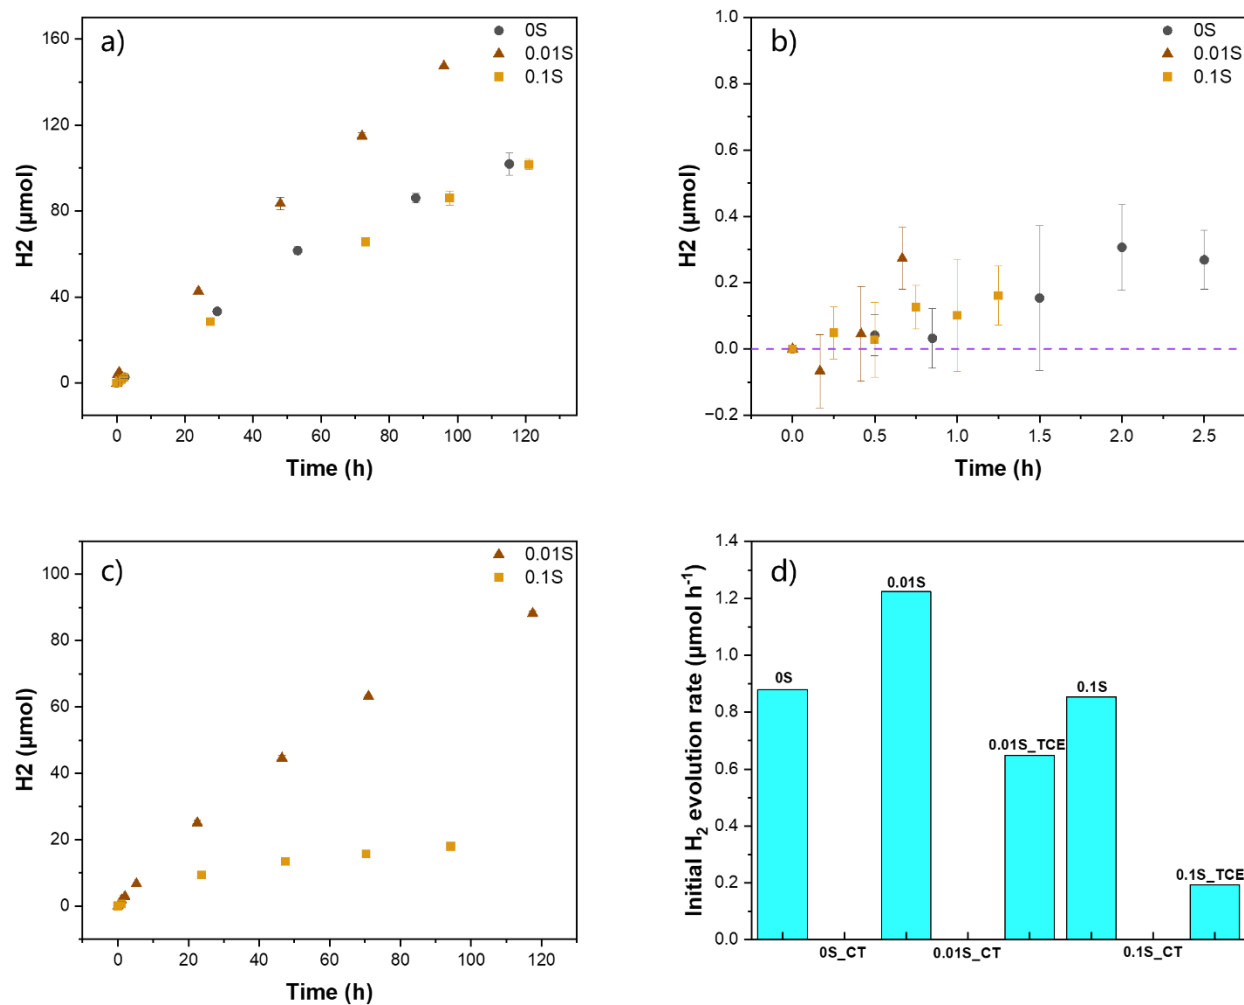 a)
0S
0.01S
0.1S
160
120
80
40
0
H2 (µmol)
0 20 40 60 80 100 120
Time (h)
b)
0S
0.01S
0.1S
1.0
0.8
0.6
0.4
0.2
0.0
−0.2
H2 (µmol)
0.0 0.5 1.0 1.5 2.0 2.5
Time (h)
c)
0.01S
0.1S
100
80
60
40
20
0
H2 (µmol)
0 20 40 60 80 100 120
Time (h)
d)
1.4
1.2
1.0
0.8
0.6
0.4
0.2
0.0
Initial H2 evolution rate (µmol h-1)
0S
0.01S
0.01S_TCE
0.1S
0.1S_TCE
0S_CT 0.01S_CT 0.1S_CT